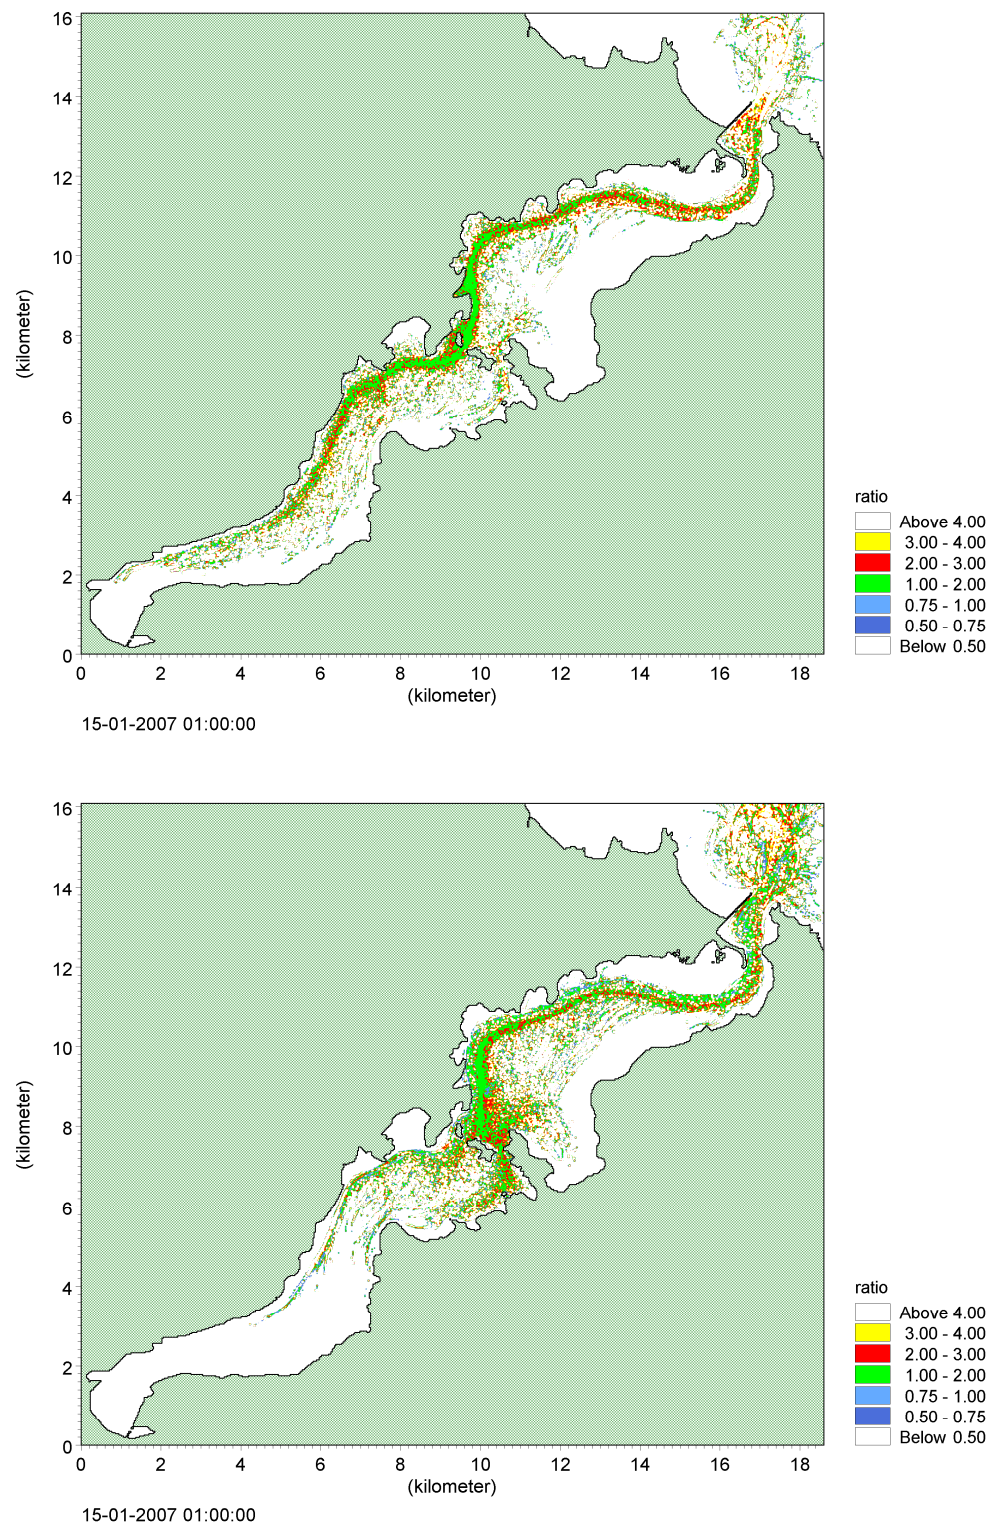 16
14
12
10
8
6
4
2
0
(kilometer)
0 2 4 6 8 10 12 14 16 18
(kilometer)
15-01-2007 01:00:00
ratio
Above 4.00
3.00 - 4.00
2.00 - 3.00
1.00 - 2.00
0.75 - 1.00
0.50 - 0.75
Below 0.50
16
14
12
10
8
6
4
2
0
(kilometer)
0 2 4 6 8 10 12 14 16 18
(kilometer)
15-01-2007 01:00:00
ratio
Above 4.00
3.00 - 4.00
2.00 - 3.00
1.00 - 2.00
0.75 - 1.00
0.50 - 0.75
Below 0.50